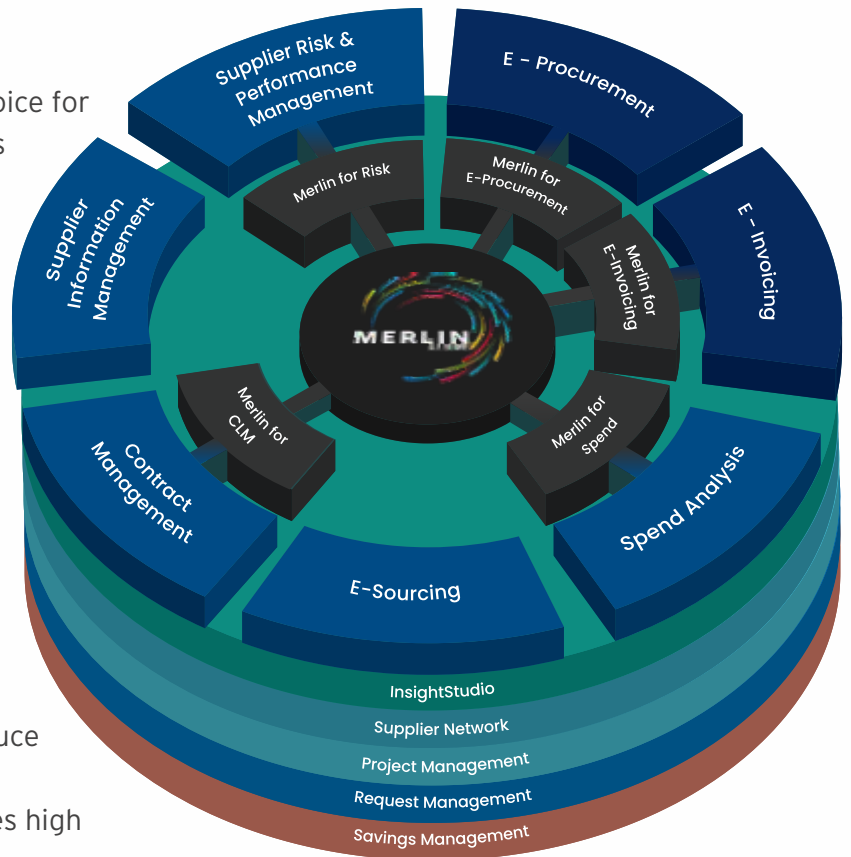 oice for
s
Supplier Risk &
Performance
Management
E - Procurement
Supplier
Information
Management
Merlin for Risk
Merlin for
E-Procurement
E - Invoicing
Merlin for
E-Invoicing
MERLIN
Merlin for
CLM
Merlin for
Spend
Contract
Management
Spend Analysis
E-Sourcing
InsightStudio
Supplier Network
Project Management
Request Management
Savings Management
uce
es high